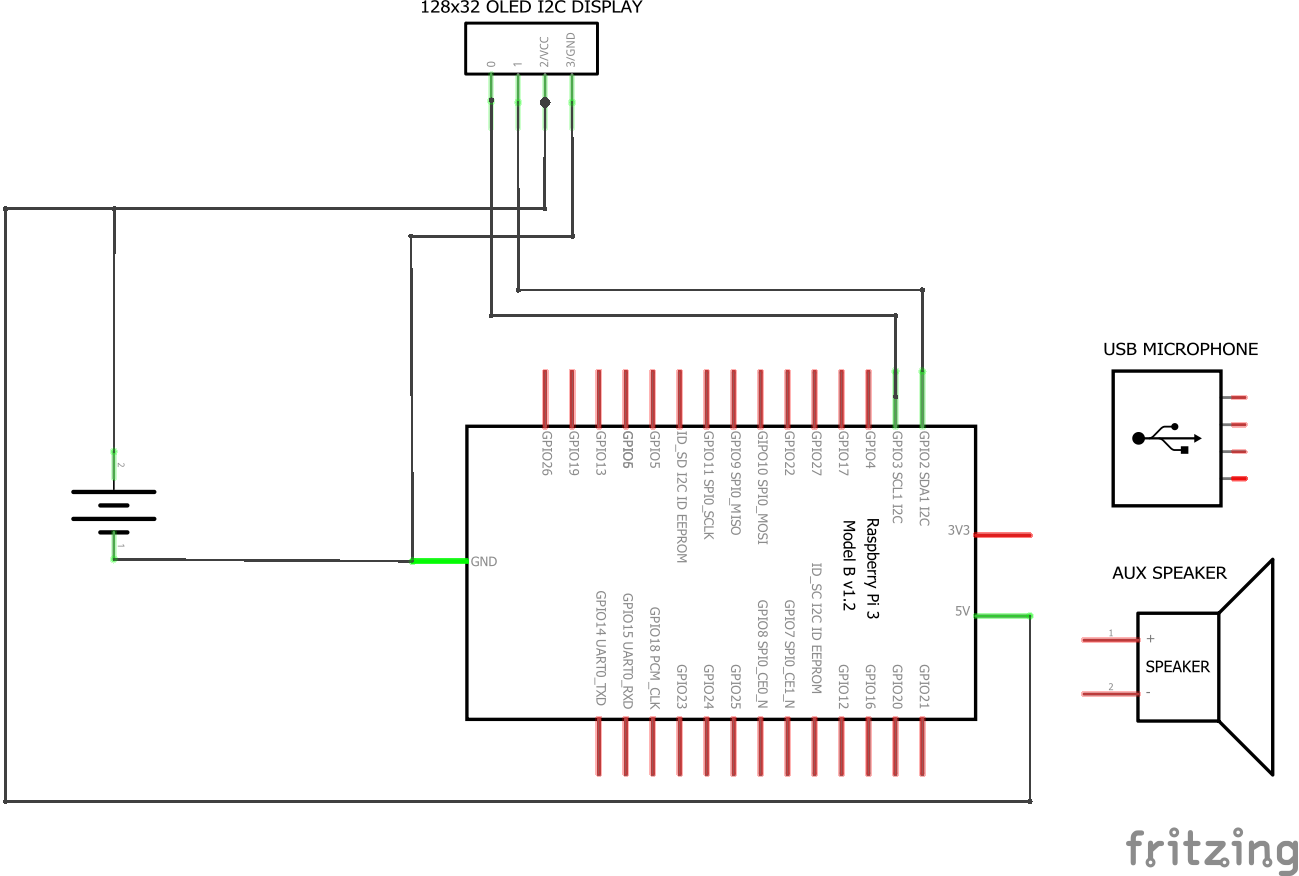 128x32 OLED I2C DISPLAY
0
1
2/VCC
3/GND
USB MICROPHONE
GPIO26
GPIO19
GPIO13
GPIO6
GPIO5
ID_SD I2C ID EEPROM
GPIO11 SPI0_SCLK
GPIO9 SPI0_MISO
GIPO10 SPI0_MOSI
GPIO22
GPIO27
GPIO17
GPIO4
GPIO3 SCL1 I2C
GPIO2 SDA1 I2C
2
1
GND
Raspberry Pi 3
Model B v1.2
3V3
5V
AUX SPEAKER
1
+
SPEAKER
2
-
GPIO14 UART0_TXD
GPIO15 UART0_RXD
GPIO18 PCM_CLK
GPIO23
GPIO24
GPIO25
GPIO8 SPI0_CE0_N
GPIO7 SPI0_CE1_N
ID_SC I2C ID EEPROM
GPIO12
GPIO16
GPIO20
GPIO21
fritzing